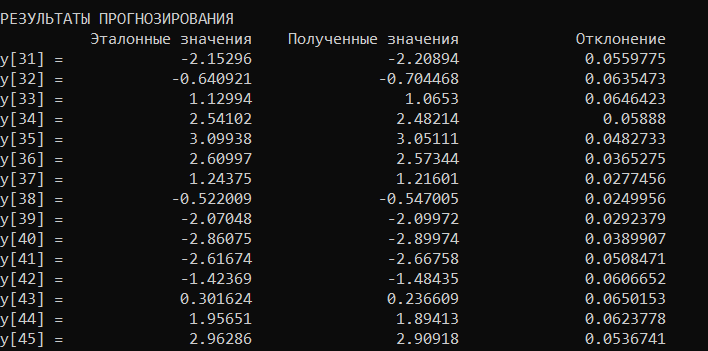 РЕЗУЛЬТАТЫ ПРОГНОЗИРОВАНИЯ
Эталонные значения Полученные значения Отклонение
y[31] = -2.15296 -2.20894 0.0559775
y[32] = -0.640921 -0.704468 0.0635473
y[33] = 1.12994 1.0653 0.0646423
y[34] = 2.54102 2.48214 0.05888
y[35] = 3.09938 3.05111 0.0482733
y[36] = 2.60997 2.57344 0.0365275
y[37] = 1.24375 1.21601 0.0277456
y[38] = -0.522009 -0.547005 0.0249956
y[39] = -2.07048 -2.09972 0.0292379
y[40] = -2.86075 -2.89974 0.0389907
y[41] = -2.61674 -2.66758 0.0508471
y[42] = -1.42369 -1.48435 0.0606652
y[43] = 0.301624 0.236609 0.0650153
y[44] = 1.95651 1.89413 0.0623778
y[45] = 2.96286 2.90918 0.0536741